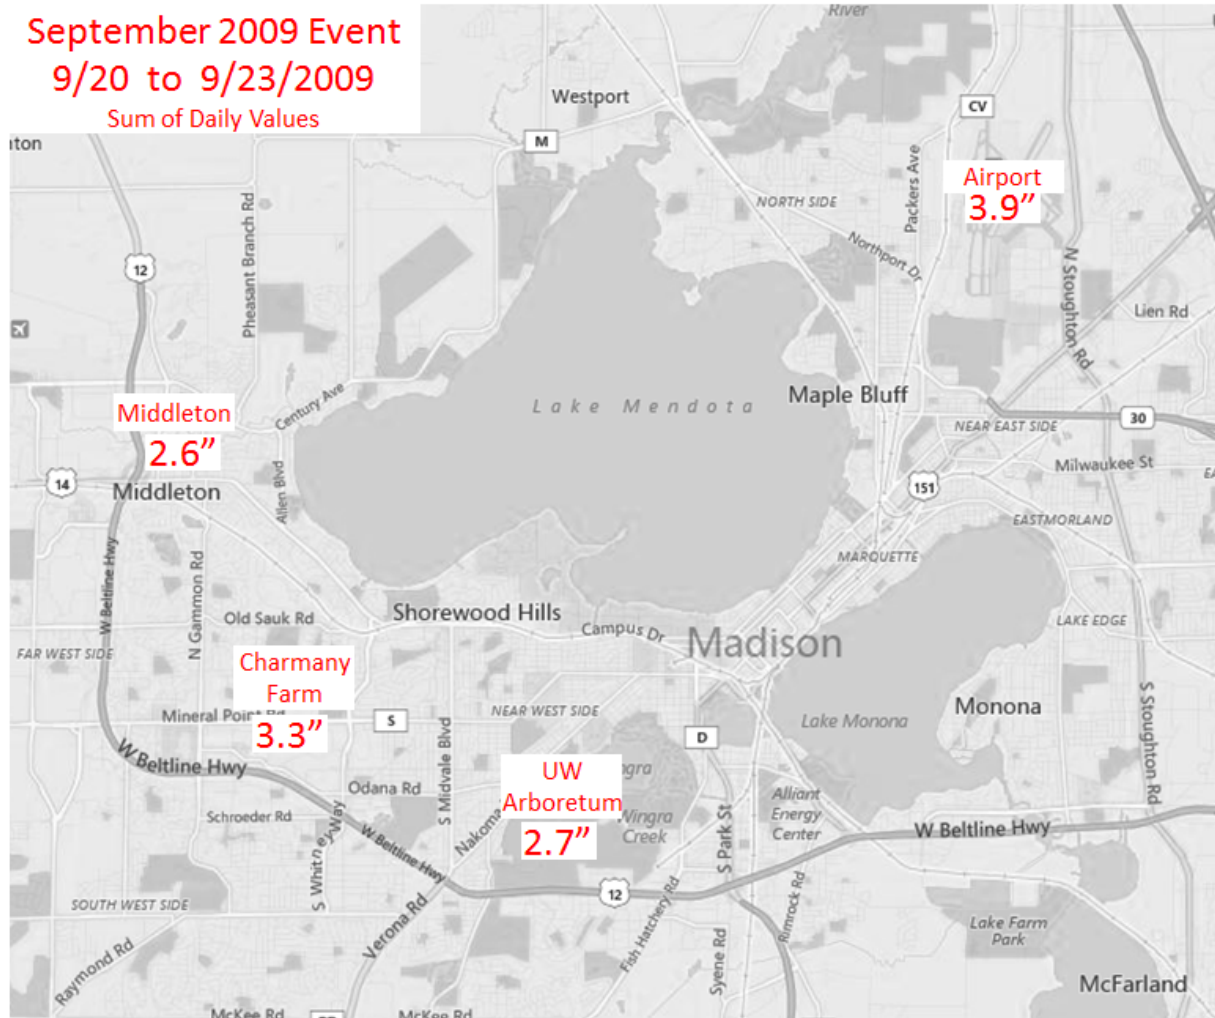 September 2009 Event
9/20 to 9/23/2009
Sum of Daily Values
River
Westport
CV
M
Airport
3.9”
NORTH SIDE
Packers Ave
Pheasant Branch Rd
Northport Dr
12
N Stoughton Rd
Lien Rd
Century Ave
Maple Bluff
Lake Mendota
Middleton
2.6”
30
NEAR EAST SIDE
Milwaukee St
14
Middleton
Allen Blvd
151
EASTMORLAND
MARQUETTE
W Beltline Hwy
N Gammon Rd
Old Sauk Rd
Shorewood Hills
Campus Dr
Madison
LAKE EDGE
FAR WEST SIDE
Charmany
Farm
3.3”
Mineral Point Rd
S
NEAR WEST SIDE
Lake Monona
Monona
D
S Stoughton Rd
W Beltline Hwy
S Midvale Blvd
UW
Arboretum
2.7”
Odana Rd
Wingra
Creek
Alliant
Energy
Center
Schroeder Rd
S Whitney Way
W Beltline Hwy
S Park St
W Beltline Hwy
12
SOUTH WEST SIDE
Verona Rd
Fish Hatchery Rd
Rimrock Rd
Lake Farm
Park
Raymond Rd
Syene Rd
McFarland
McKee Rd
McKee Rd